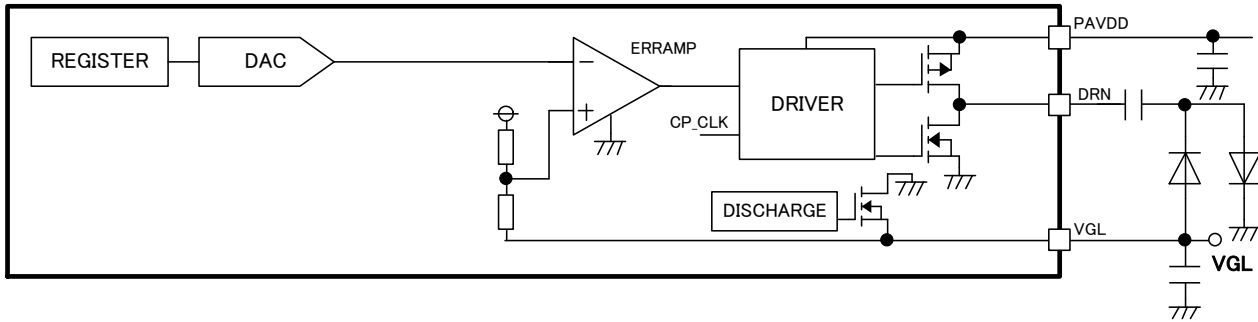 PAVDD
REGISTER
DAC
ERRAMP
−
+
DRIVER
CP_CLK
DRN
DISCHARGE
VGL
VGL